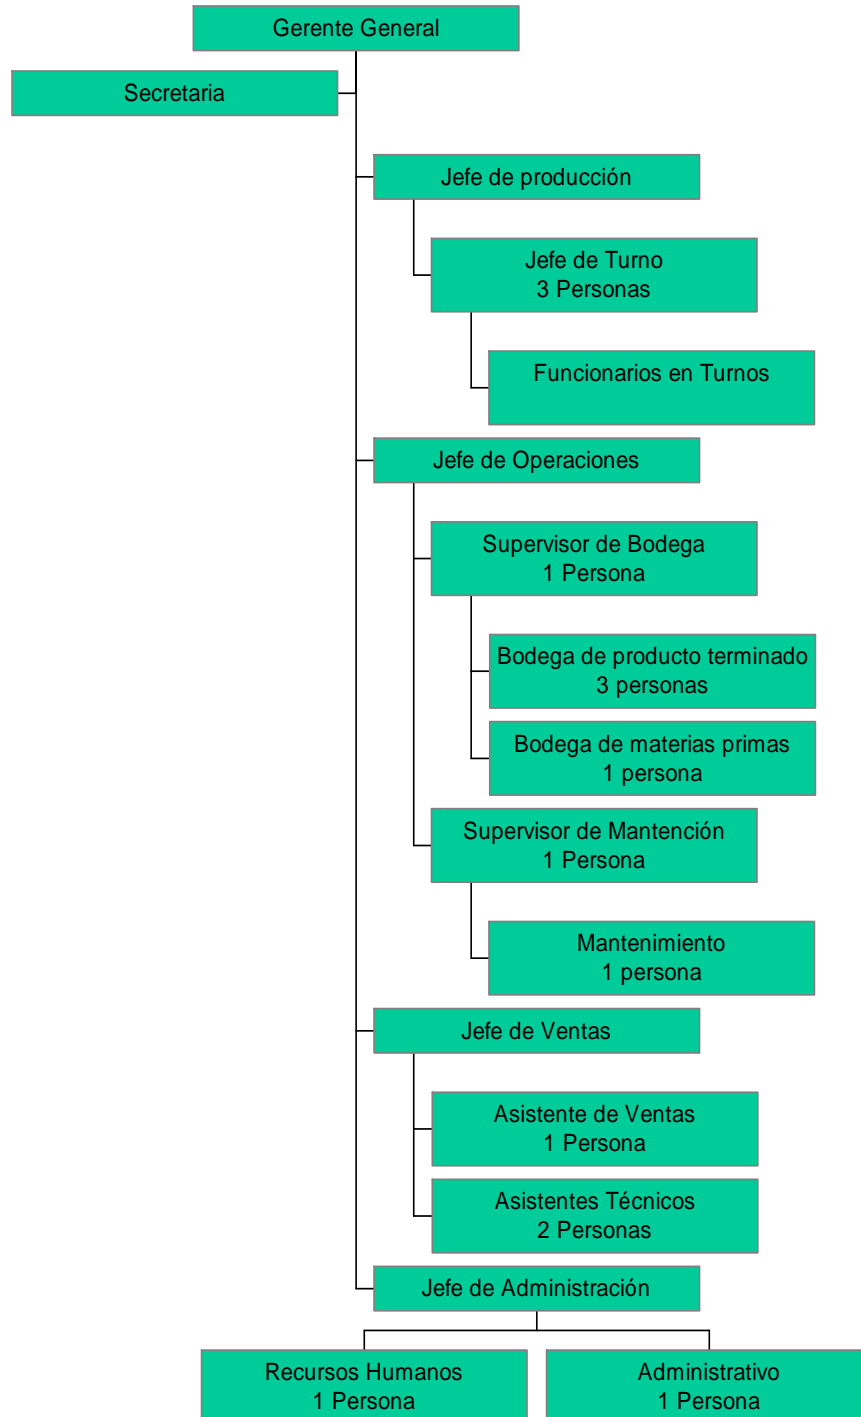 Gerente General
Secretaria
Jefe de producción
Jefe de Turno
3 Personas
Funcionarios en Turnos
Jefe de Operaciones
Supervisor de Bodega
1 Persona
Bodega de producto terminado
3 personas
Bodega de materias primas
1 persona
Supervisor de Mantención
1 Persona
Mantenimiento
1 persona
Jefe de Ventas
Asistente de Ventas
1 Persona
Asistentes Técnicos
2 Personas
Jefe de Administración
Recursos Humanos
1 Persona
Administrativo
1 Persona